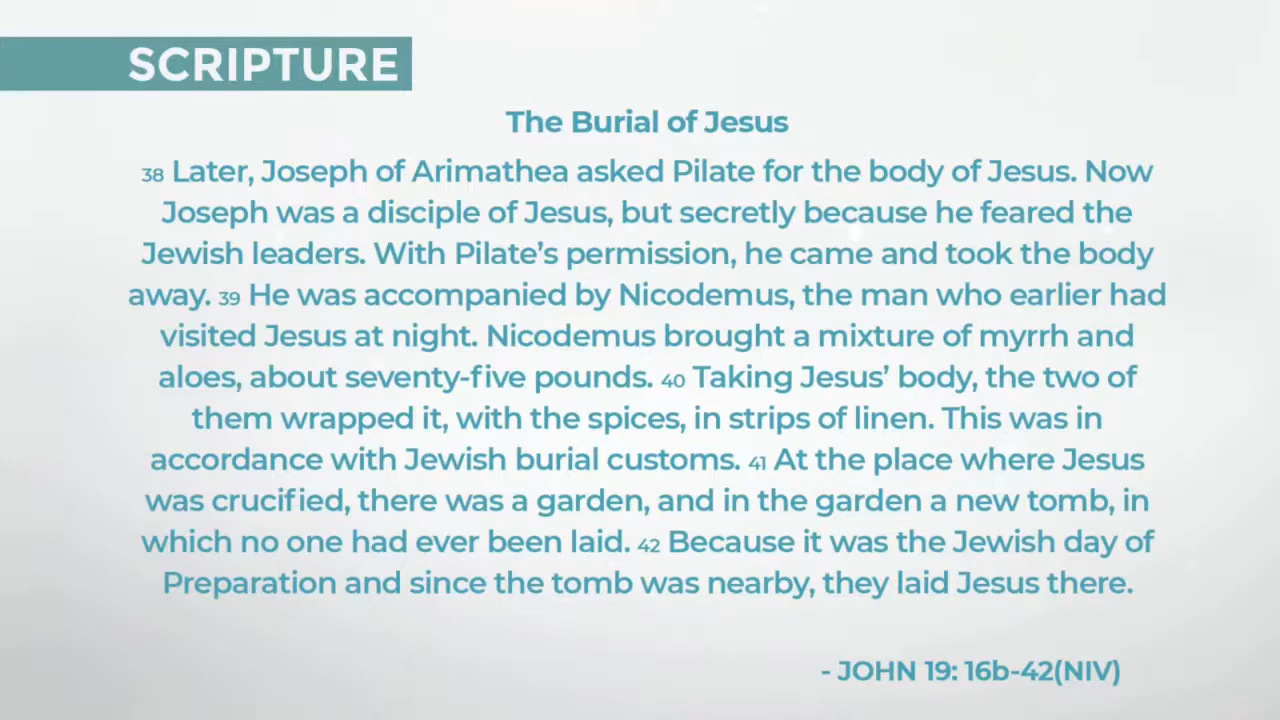 SCRIPTURE
The Burial of Jesus
38 Later, Joseph of Arimathea asked Pilate for the body of Jesus. Now
Joseph was a disciple of Jesus, but secretly because he feared the
Jewish leaders. With Pilate’s permission, he came and took the body
away. 39 He was accompanied by Nicodemus, the man who earlier had
visited Jesus at night. Nicodemus brought a mixture of myrrh and
aloes, about seventy-five pounds. 40 Taking Jesus’ body, the two of
them wrapped it, with the spices, in strips of linen. This was in
accordance with Jewish burial customs. 41 At the place where Jesus
was crucified, there was a garden, and in the garden a new tomb, in
which no one had ever been laid. 42 Because it was the Jewish day of
Preparation and since the tomb was nearby, they laid Jesus there.
- JOHN 19: 16b-42(NIV)